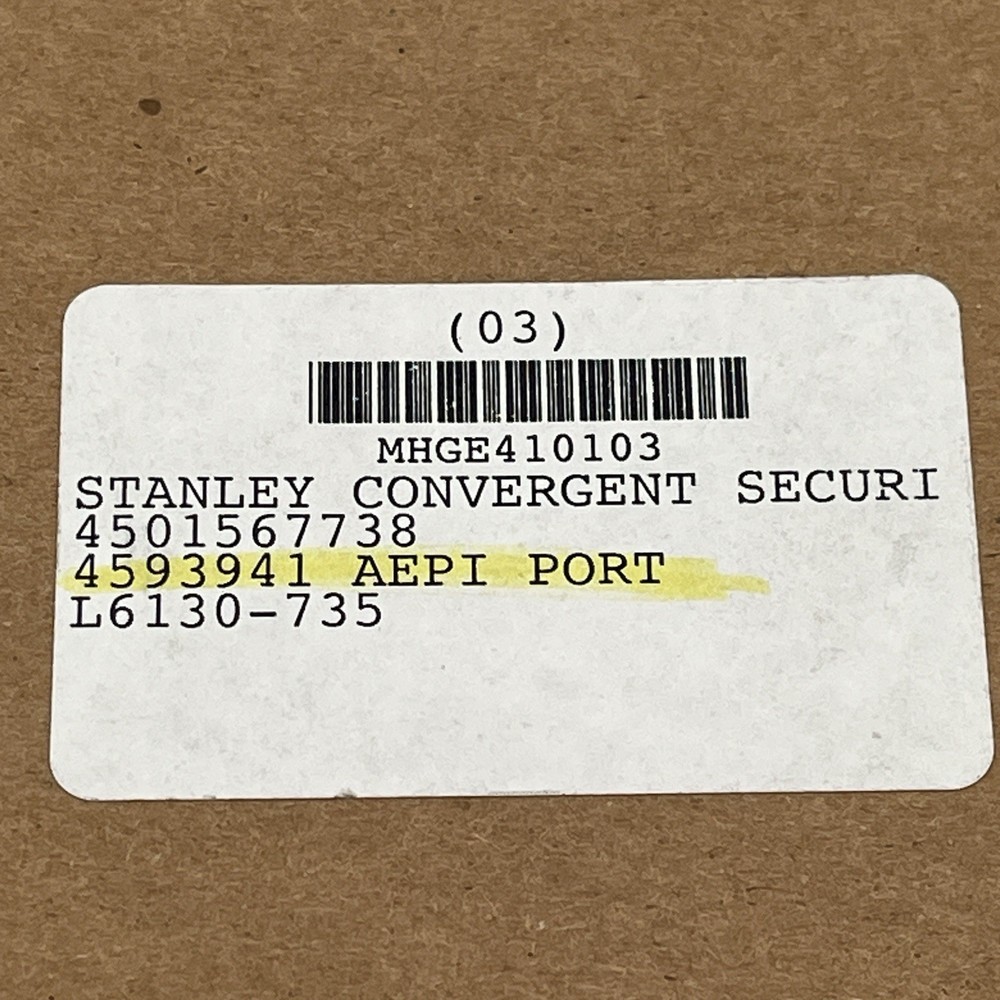 (03)
MHGE410103
STANLEY CONVERGENT SECURI
4501567738
4593941 AEPI PORT
L6130-735